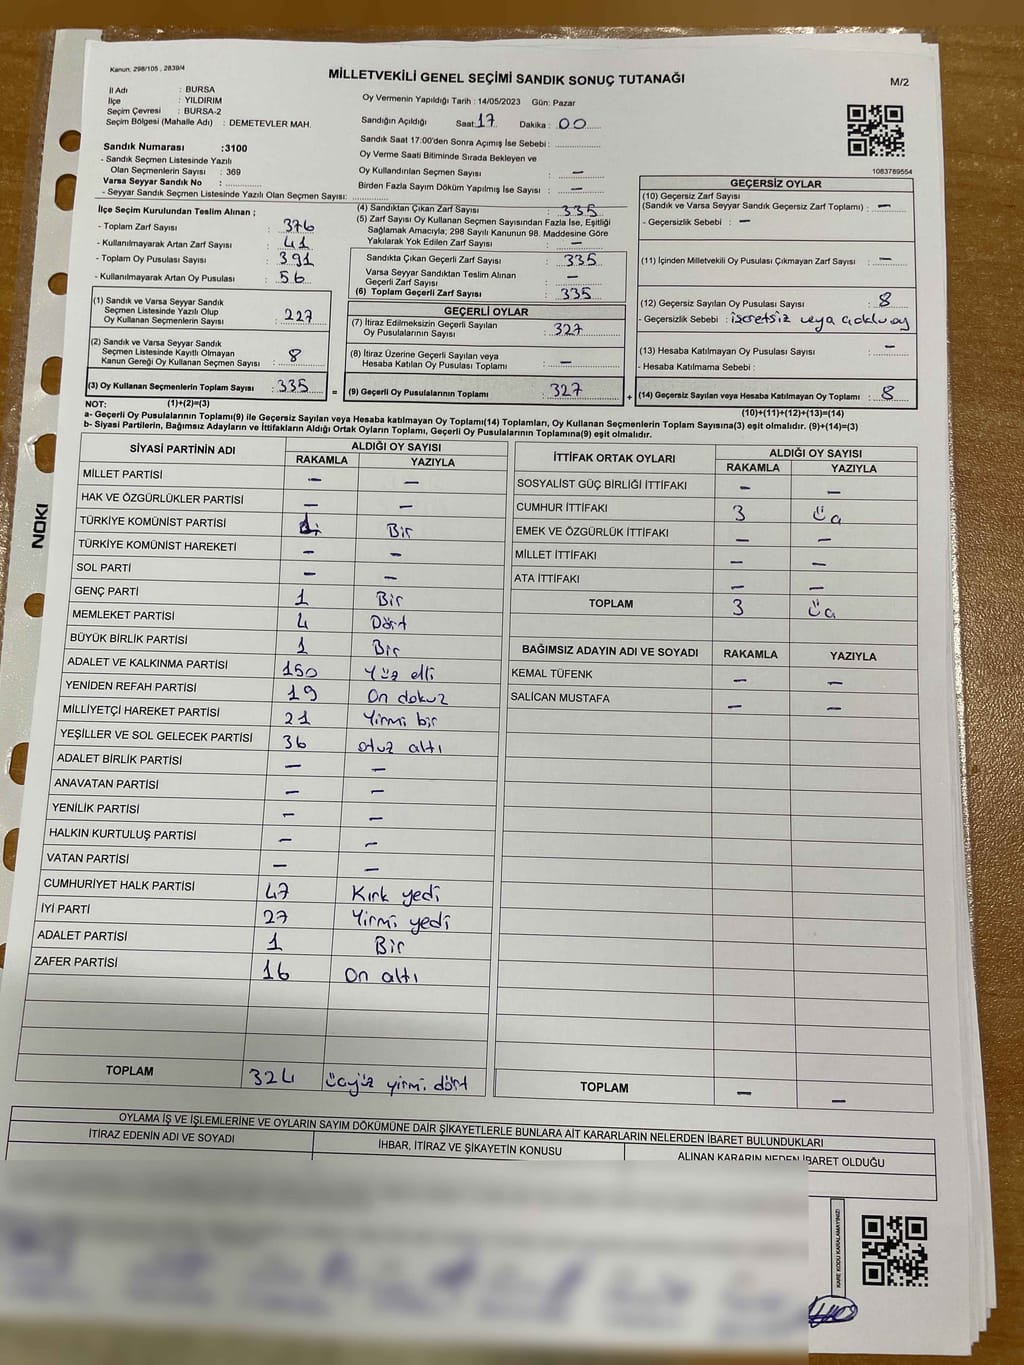 Kanun: 298/105 , 2839/4
MİLLETVEKİLİ GENEL SEÇİMİ SANDIK SONUÇ TUTANAĞI
M/2
İl Adı : BURSA
İlçe : YILDIRIM
Seçim Çevresi : BURSA-2
Seçim Bölgesi (Mahalle Adı) : DEMETEVLER MAH.
Sandık Numarası :3100
- Sandık Seçmen Listesinde Yazılı
Olan Seçmenlerin Sayısı : 369
Varsa Seyyar Sandık No :
- Seyyar Sandık Seçmen Listesinde Yazılı Olan Seçmen Sayısı:
İlçe Seçim Kurulundan Teslim Alınan ;
- Toplam Zarf Sayısı : 376
- Kullanılmayarak Artan Zarf Sayısı : 41
- Toplam Oy Pusulası Sayısı : 391
- Kullanılmayarak Artan Oy Pusulası : 56
(1) Sandık ve Varsa Seyyar Sandık
Seçmen Listesinde Yazılı Olup
Oy Kullanan Seçmenlerin Sayısı : 227
(2) Sandık ve Varsa Seyyar Sandık
Seçmen Listesinde Kayıtlı Olmayan
Kanun Gereği Oy Kullanan Seçmen Sayısı : 8
(3) Oy Kullanan Seçmenlerin Toplam Sayısı : 335
Oy Vermenin Yapıldığı Tarih : 14/05/2023 Gün: Pazar
Sandığın Açıldığı Saat: 17 Dakika : 00
Sandık Saat 17:00'den Sonra Açımış İse Sebebi :
Oy Verme Saati Bitiminde Sırada Bekleyen ve
Oy Kullandırılan Seçmen Sayısı : —
Birden Fazla Sayım Döküm Yapılmış İse Sayısı : —
(4) Sandıktan Çıkan Zarf Sayısı : 335
(5) Zarf Sayısı Oy Kullanan Seçmen Sayısından Fazla İse, Eşitliği
Sağlamak Amacıyla; 298 Sayılı Kanunun 98. Maddesine Göre
Yakılarak Yok Edilen Zarf Sayısı : —
Sandıkta Çıkan Geçerli Zarf Sayısı : 335
Varsa Seyyar Sandıktan Teslim Alınan
Geçerli Zarf Sayısı : —
(6) Toplam Geçerli Zarf Sayısı : 335
GEÇERLİ OYLAR
(7) İtiraz Edilmeksizin Geçerli Sayılan
Oy Pusulalarının Sayısı : 327
(8) İtiraz Üzerine Geçerli Sayılan veya
Hesaba Katılan Oy Pusulası Toplamı : —
= (9) Geçerli Oy Pusulalarının Toplamı : 327
1083789554
GEÇERSİZ OYLAR
(10) Geçersiz Zarf Sayısı
(Sandık ve Varsa Seyyar Sandık Geçersiz Zarf Toplamı) : —
- Geçersizlik Sebebi : —
(11) İçinden Milletvekili Oy Pusulası Çıkmayan Zarf Sayısı : —
(12) Geçersiz Sayılan Oy Pusulası Sayısı : 8
- Geçersizlik Sebebi : işaretsiz veya çoklu oy
(13) Hesaba Katılmayan Oy Pusulası Sayısı : —
- Hesaba Katılmama Sebebi :
+ (14) Geçersiz Sayılan veya Hesaba Katılmayan Oy Toplamı : 8
NOT: (1)+(2)=(3) (10)+(11)+(12)+(13)=(14)
a- Geçerli Oy Pusulalarının Toplamı(9) ile Geçersiz Sayılan veya Hesaba katılmayan Oy Toplamı(14) Toplamları, Oy Kullanan Seçmenlerin Toplam Sayısına(3) eşit olmalıdır. (9)+(14)=(3)
b- Siyasi Partilerin, Bağımsız Adayların ve İttifakların Aldığı Ortak Oyların Toplamı, Geçerli Oy Pusulalarının Toplamına(9) eşit olmalıdır.
SİYASİ PARTİNİN ADI ALDIĞI OY SAYISI
RAKAMLA YAZIYLA
MİLLET PARTİSİ — —
HAK VE ÖZGÜRLÜKLER PARTİSİ — —
TÜRKİYE KOMÜNİST PARTİSİ 1 Bir
TÜRKİYE KOMÜNİST HAREKETİ — —
SOL PARTİ — —
GENÇ PARTİ 1 Bir
MEMLEKET PARTİSİ 4 Dört
BÜYÜK BİRLİK PARTİSİ 1 Bir
ADALET VE KALKINMA PARTİSİ 150 Yüz elli
YENİDEN REFAH PARTİSİ 19 On dokuz
MİLLİYETÇİ HAREKET PARTİSİ 21 Yirmi bir
YEŞİLLER VE SOL GELECEK PARTİSİ 36 otuz altı
ADALET BİRLİK PARTİSİ — —
ANAVATAN PARTİSİ — —
YENİLİK PARTİSİ — —
HALKIN KURTULUŞ PARTİSİ — —
VATAN PARTİSİ — —
CUMHURİYET HALK PARTİSİ 47 Kırk yedi
İYİ PARTİ 27 Yirmi yedi
ADALET PARTİSİ 1 Bir
ZAFER PARTİSİ 16 On altı
TOPLAM 324 üçyüz yirmi dört
İTTİFAK ORTAK OYLARI ALDIĞI OY SAYISI
RAKAMLA YAZIYLA
SOSYALİST GÜÇ BİRLİĞİ İTTİFAKI — —
CUMHUR İTTİFAKI 3 üç
EMEK VE ÖZGÜRLÜK İTTİFAKI — —
MİLLET İTTİFAKI — —
ATA İTTİFAKI — —
TOPLAM 3 üç
BAĞIMSIZ ADAYIN ADI VE SOYADI RAKAMLA YAZIYLA
KEMAL TÜFENK — —
SALİCAN MUSTAFA — —
TOPLAM — —
OYLAMA İŞ VE İŞLEMLERİNE VE OYLARIN SAYIM DÖKÜMÜNE DAİR ŞİKAYETLERLE BUNLARA AİT KARARLARIN NELERDEN İBARET BULUNDUKLARI
İTİRAZ EDENİN ADI VE SOYADI İHBAR, İTİRAZ VE ŞİKAYETİN KONUSU ALINAN KARARIN NEDEN İBARET OLDUĞU
KARE KODU KARALAMAYINIZ!
NOKI